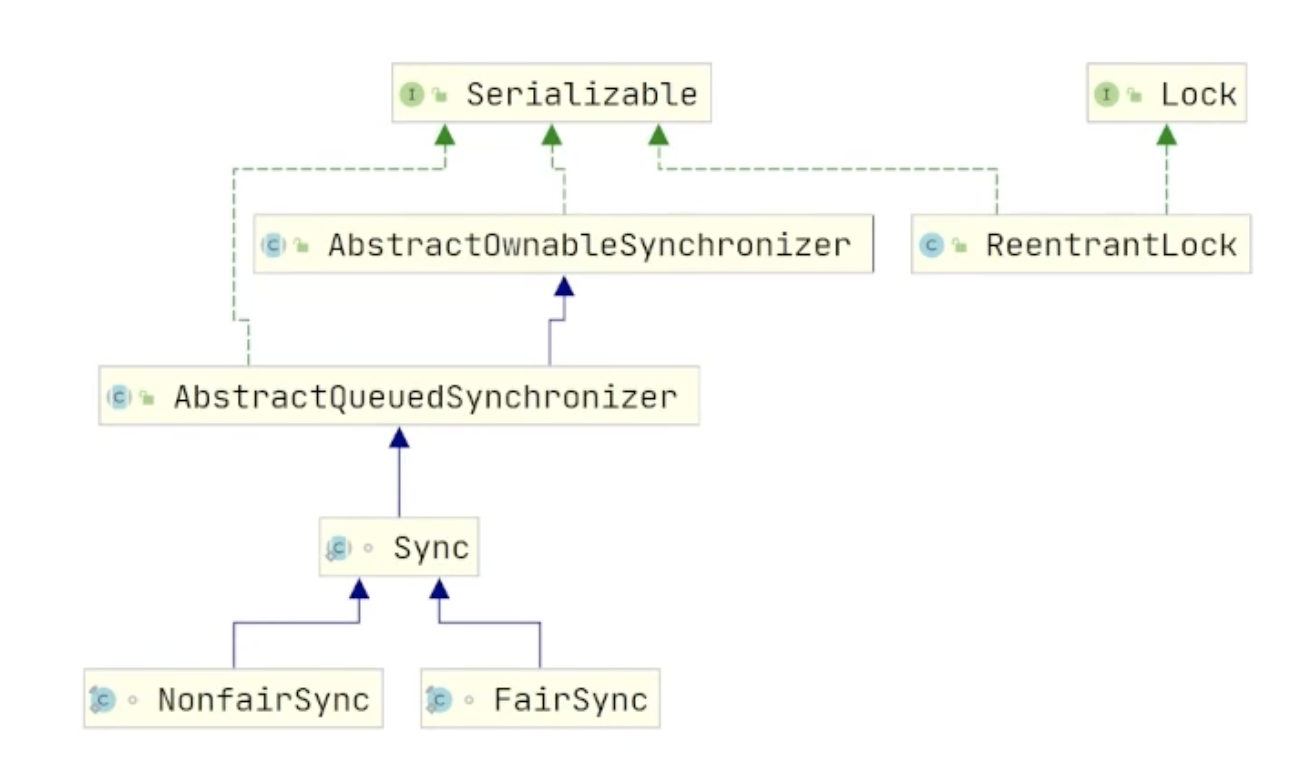 I Serializable
I Lock
C AbstractOwnableSynchronizer
C ReentrantLock
C AbstractQueuedSynchronizer
C Sync
C NonfairSync
C FairSync